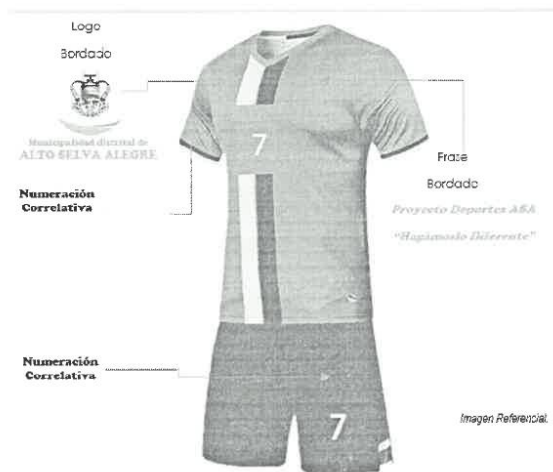 Logo
Bordado
Municipalidad distrital de
ALTO SELVA ALEGRE
Numeración
Correlativa
7
Frase
Bordado
Proyecto Deportes ASA
"Hagámoslo Diferente"
Numeración
Correlativa
7
Imagen Referencial.